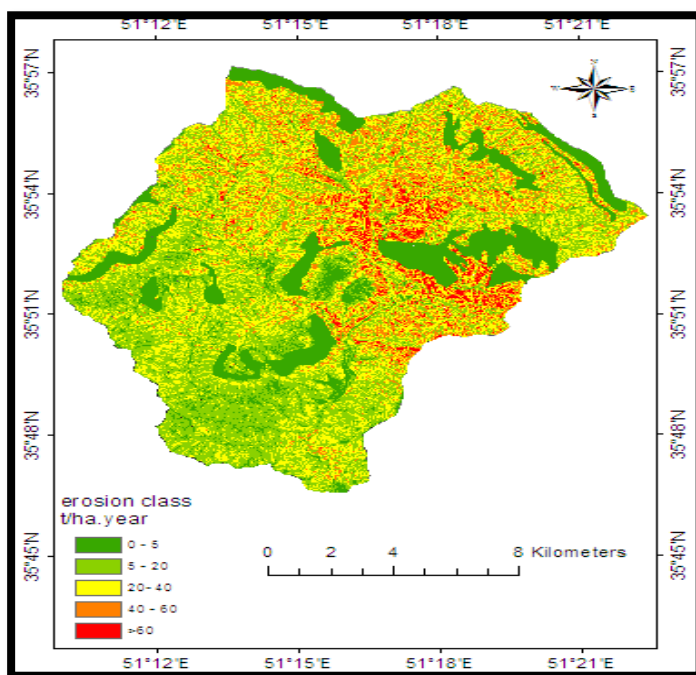 51°12'E 51°15'E 51°18'E 51°21'E
35°57'N 35°57'N
N
W E
S
35°54'N 35°54'N
35°51'N 35°51'N
35°48'N 35°48'N
erosion class
t/ha.year
0 - 5
5 - 20
20- 40
40 - 60
>60
0 2 4 8 Kilometers
35°45'N 35°45'N
51°12'E 51°15'E 51°18'E 51°21'E